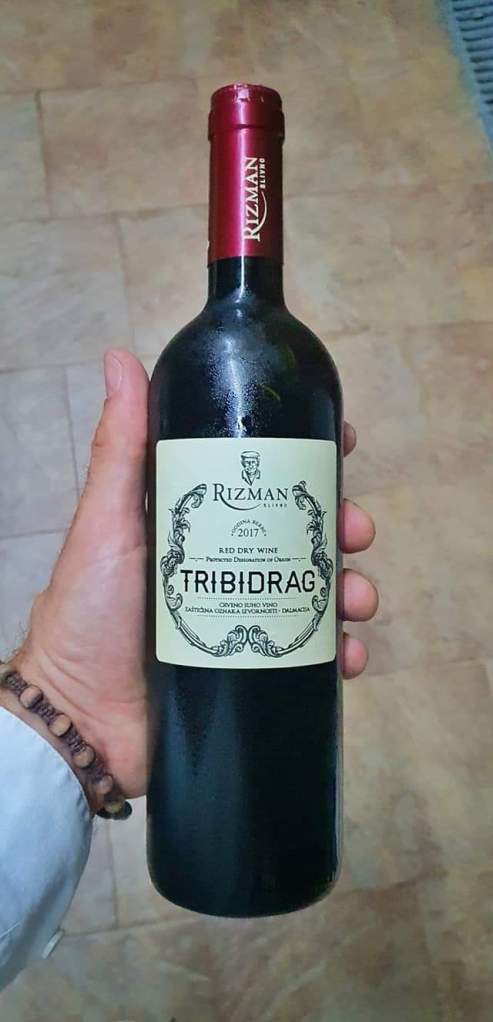 RIZMAN
SLIVNO
RIZMAN
SLIVNO
GODINA BERBE
2017
RED DRY WINE
PROTECTED DESIGNATION OF ORIGIN
TRIBIDRAG
CRVENO SUHO VINO
ZAŠTIĆENA OZNAKA IZVORNOSTI - DALMACIJA